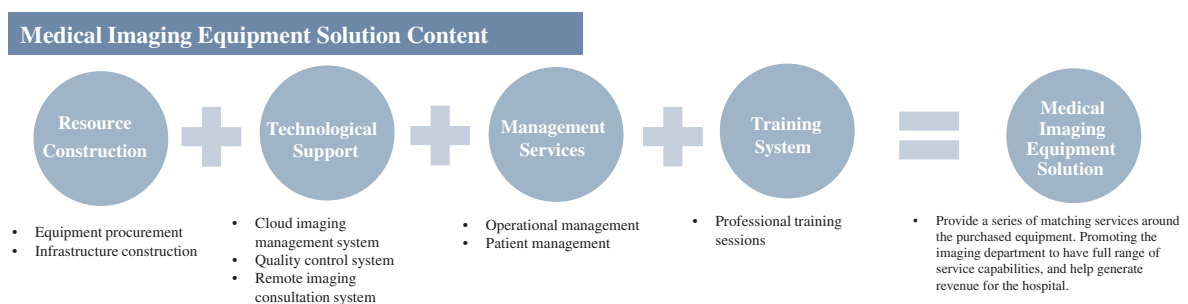 Medical Imaging Equipment Solution Content
Resource
Construction
Technological
Support
Management
Services
Training
System
Medical
Imaging
Equipment
Solution
• Equipment procurement
• Infrastructure construction
• Cloud imaging
management system
• Quality control system
• Remote imaging
consultation system
• Operational management
• Patient management
• Professional training
sessions
• Provide a series of matching services around
the purchased equipment. Promoting the
imaging department to have full range of
service capabilities, and help generate
revenue for the hospital.